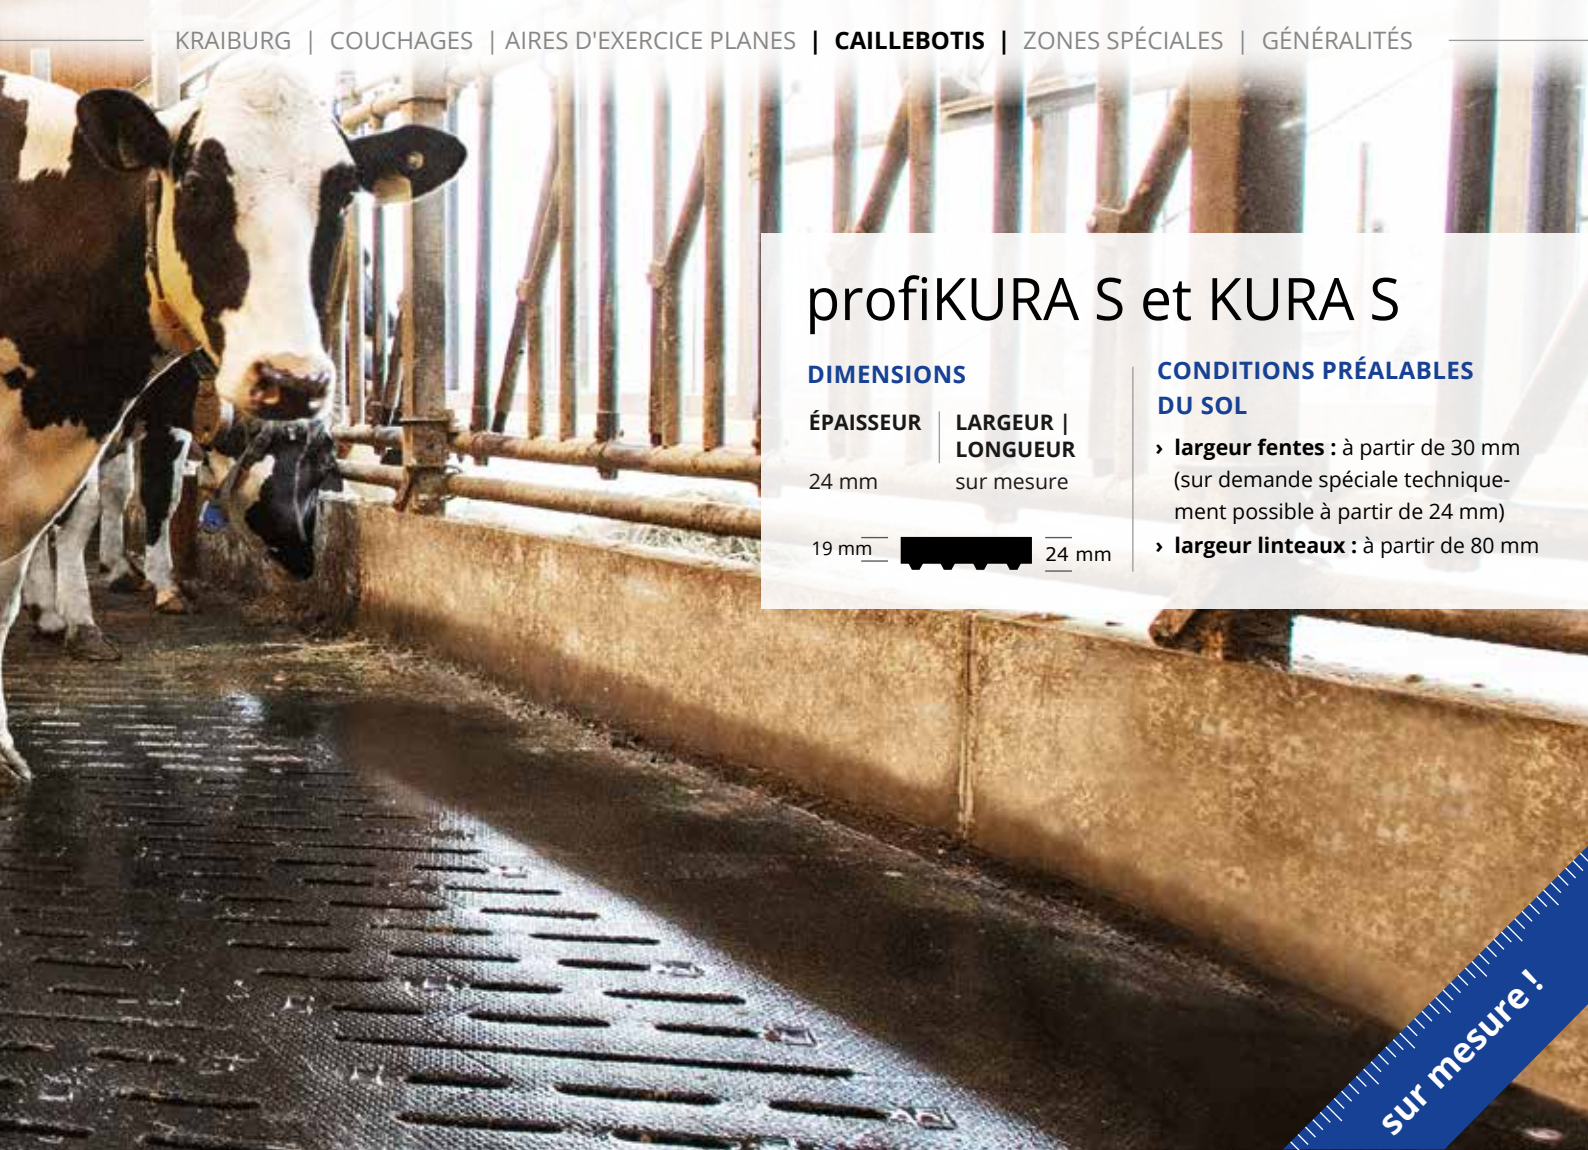 KRAIBURG | COUCHAGES | AIRES D'EXERCICE PLANES | CAILLEBOTIS | ZONES SPÉCIALES | GÉNÉRALITÉS
profiKURA S et KURA S
DIMENSIONS
ÉPAISSEUR
24 mm
LARGEUR |
LONGUEUR
sur mesure
19 mm
24 mm
CONDITIONS PRÉALABLES
DU SOL
› largeur fentes : à partir de 30 mm
(sur demande spéciale technique-
ment possible à partir de 24 mm)
› largeur linteaux : à partir de 80 mm
sur mesure !